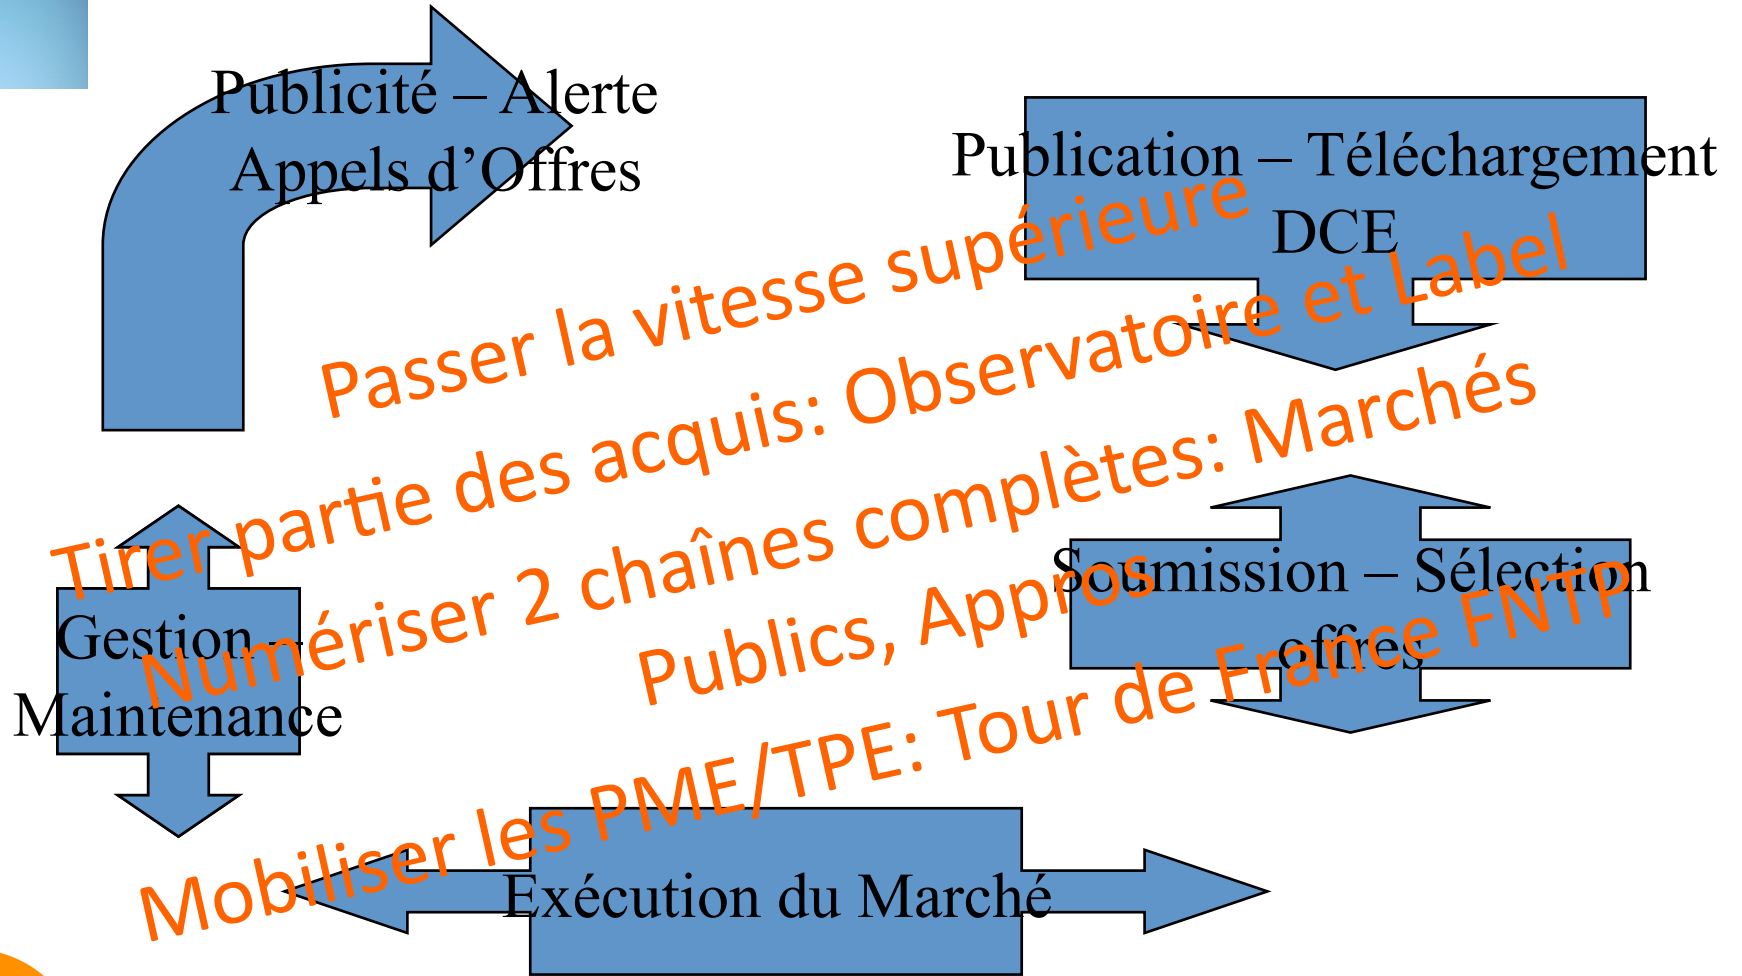 Publicité – Alerte
Appels d’Offres
Publication – Téléchargement
DCE
Soumission – Sélection
offres
Exécution du Marché
Gestion –
Maintenance
Passer la vitesse supérieure
Tirer partie des acquis: Observatoire et Label
Numériser 2 chaînes complètes: Marchés
Publics, Appros
Mobiliser les PME/TPE: Tour de France FNTP